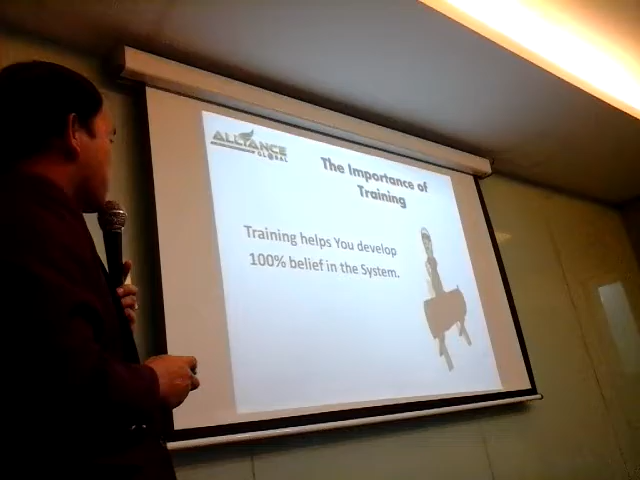 ALLIANCE
GLOBAL
The Importance of
Training
Training helps You develop
100% belief in the System.